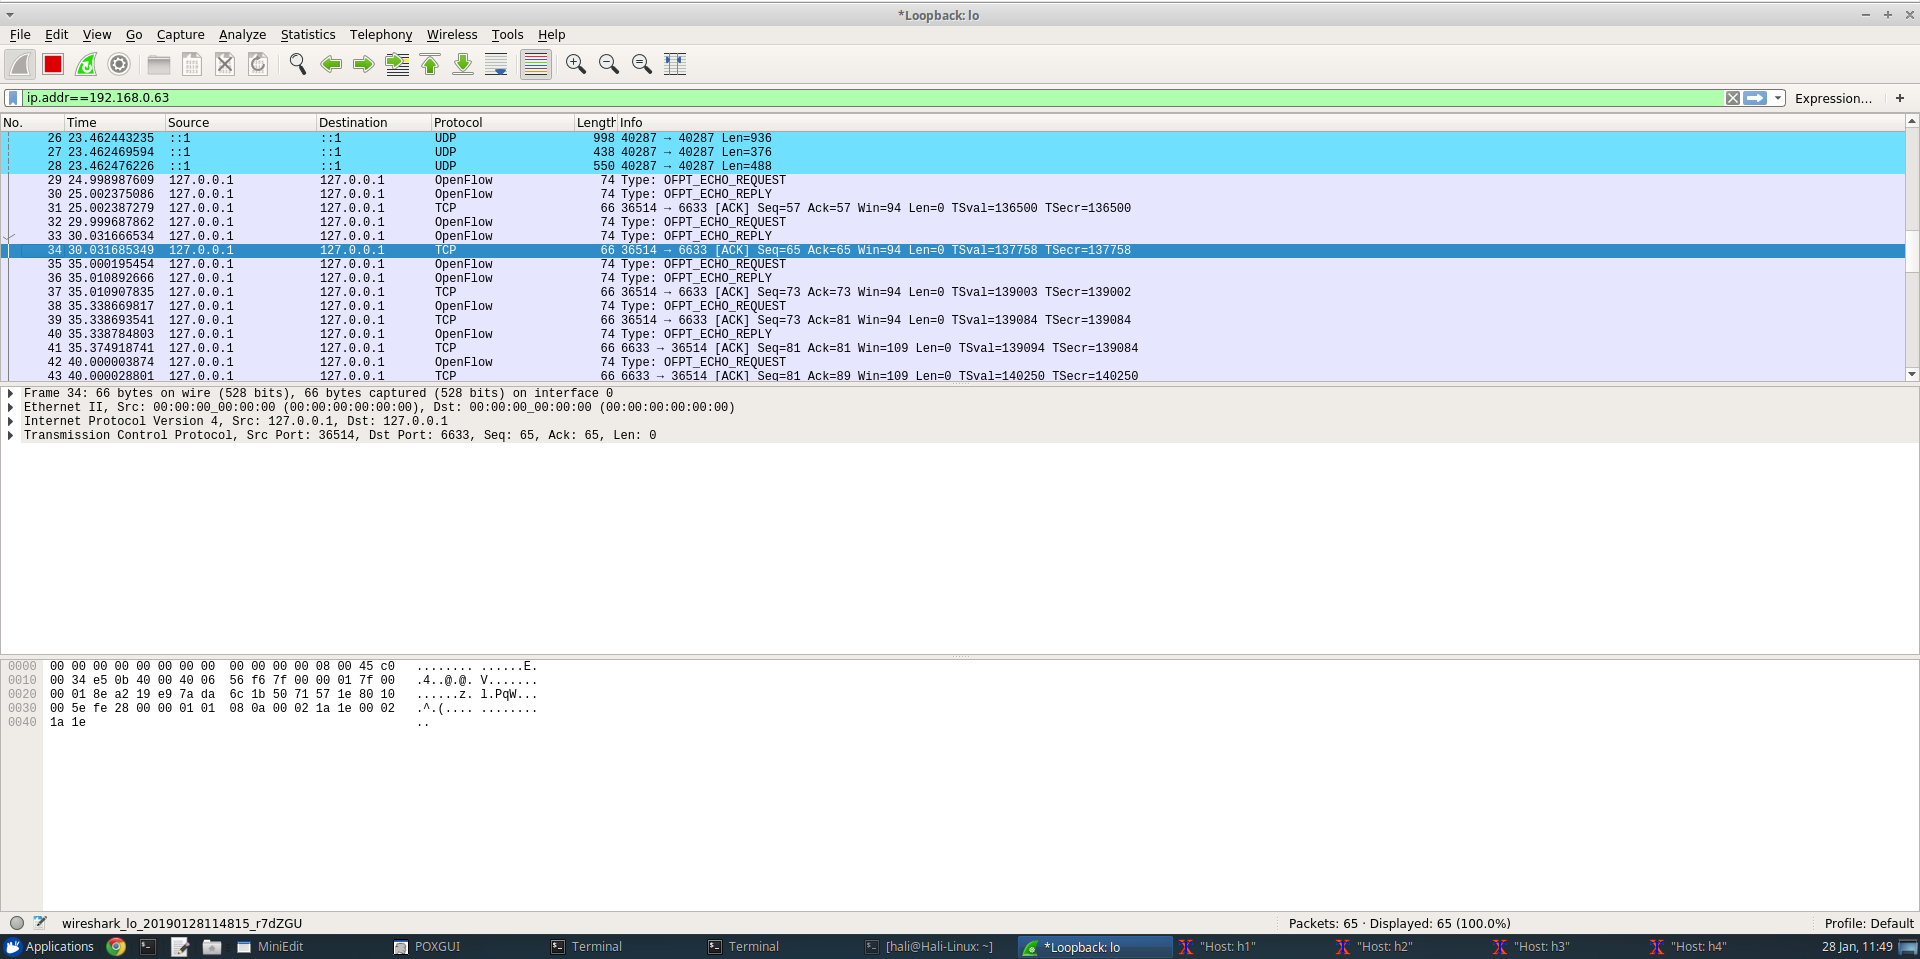 *Loopback: lo
File Edit View Go Capture Analyze Statistics Telephony Wireless Tools Help
ip.addr==192.168.0.63 Expression... +
No. Time Source Destination Protocol Length Info
26 23.462443235 ::1 ::1 UDP 998 40287 → 40287 Len=936
27 23.462469594 ::1 ::1 UDP 438 40287 → 40287 Len=376
28 23.462476226 ::1 ::1 UDP 550 40287 → 40287 Len=488
29 24.998987609 127.0.0.1 127.0.0.1 OpenFlow 74 Type: OFPT_ECHO_REQUEST
30 25.002375086 127.0.0.1 127.0.0.1 OpenFlow 74 Type: OFPT_ECHO_REPLY
31 25.002387279 127.0.0.1 127.0.0.1 TCP 66 36514 → 6633 [ACK] Seq=57 Ack=57 Win=94 Len=0 TSval=136500 TSecr=136500
32 29.999687862 127.0.0.1 127.0.0.1 OpenFlow 74 Type: OFPT_ECHO_REQUEST
33 30.031666534 127.0.0.1 127.0.0.1 OpenFlow 74 Type: OFPT_ECHO_REPLY
34 30.031685349 127.0.0.1 127.0.0.1 TCP 66 36514 → 6633 [ACK] Seq=65 Ack=65 Win=94 Len=0 TSval=137758 TSecr=137758
35 35.000195454 127.0.0.1 127.0.0.1 OpenFlow 74 Type: OFPT_ECHO_REQUEST
36 35.010892666 127.0.0.1 127.0.0.1 OpenFlow 74 Type: OFPT_ECHO_REPLY
37 35.010907835 127.0.0.1 127.0.0.1 TCP 66 36514 → 6633 [ACK] Seq=73 Ack=73 Win=94 Len=0 TSval=139003 TSecr=139002
38 35.338669817 127.0.0.1 127.0.0.1 OpenFlow 74 Type: OFPT_ECHO_REQUEST
39 35.338693541 127.0.0.1 127.0.0.1 TCP 66 36514 → 6633 [ACK] Seq=73 Ack=81 Win=94 Len=0 TSval=139084 TSecr=139084
40 35.338784803 127.0.0.1 127.0.0.1 OpenFlow 74 Type: OFPT_ECHO_REPLY
41 35.374918741 127.0.0.1 127.0.0.1 TCP 66 6633 → 36514 [ACK] Seq=81 Ack=81 Win=109 Len=0 TSval=139094 TSecr=139084
42 40.000003874 127.0.0.1 127.0.0.1 OpenFlow 74 Type: OFPT_ECHO_REQUEST
43 40.000028801 127.0.0.1 127.0.0.1 TCP 66 6633 → 36514 [ACK] Seq=81 Ack=89 Win=109 Len=0 TSval=140250 TSecr=140250
Frame 34: 66 bytes on wire (528 bits), 66 bytes captured (528 bits) on interface 0
Ethernet II, Src: 00:00:00_00:00:00 (00:00:00:00:00:00), Dst: 00:00:00_00:00:00 (00:00:00:00:00:00)
Internet Protocol Version 4, Src: 127.0.0.1, Dst: 127.0.0.1
Transmission Control Protocol, Src Port: 36514, Dst Port: 6633, Seq: 65, Ack: 65, Len: 0
0000 00 00 00 00 00 00 00 00 00 00 00 00 08 00 45 c0 ........ ......E.
0010 00 34 e5 0b 40 00 40 06 56 f6 7f 00 00 01 7f 00 .4..@.@. V.......
0020 00 01 8e a2 19 e9 7a da 6c 1b 50 71 57 1e 80 10 ......z. l.PqW...
0030 00 5e fe 28 00 00 01 01 08 0a 00 02 1a 1e 00 02 .^.(.... ........
0040 1a 1e ..
wireshark_lo_20190128114815_r7dZGU Packets: 65 · Displayed: 65 (100.0%) Profile: Default
Applications MiniEdit POXGUI Terminal Terminal [hali@Hali-Linux: ~] *Loopback: lo "Host: h1" "Host: h2" "Host: h3" "Host: h4" 28 Jan, 11:49